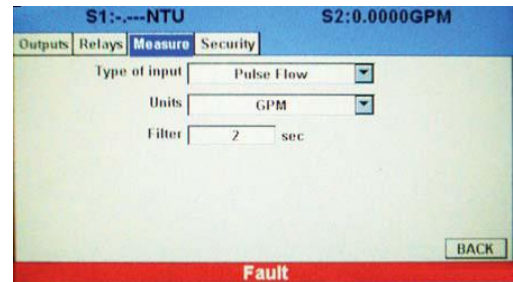 S1:-.---NTU S2:0.0000GPM
Outputs Relays Measure Security
Type of input Pulse Flow
Units GPM
Filter 2 sec
BACK
Fault